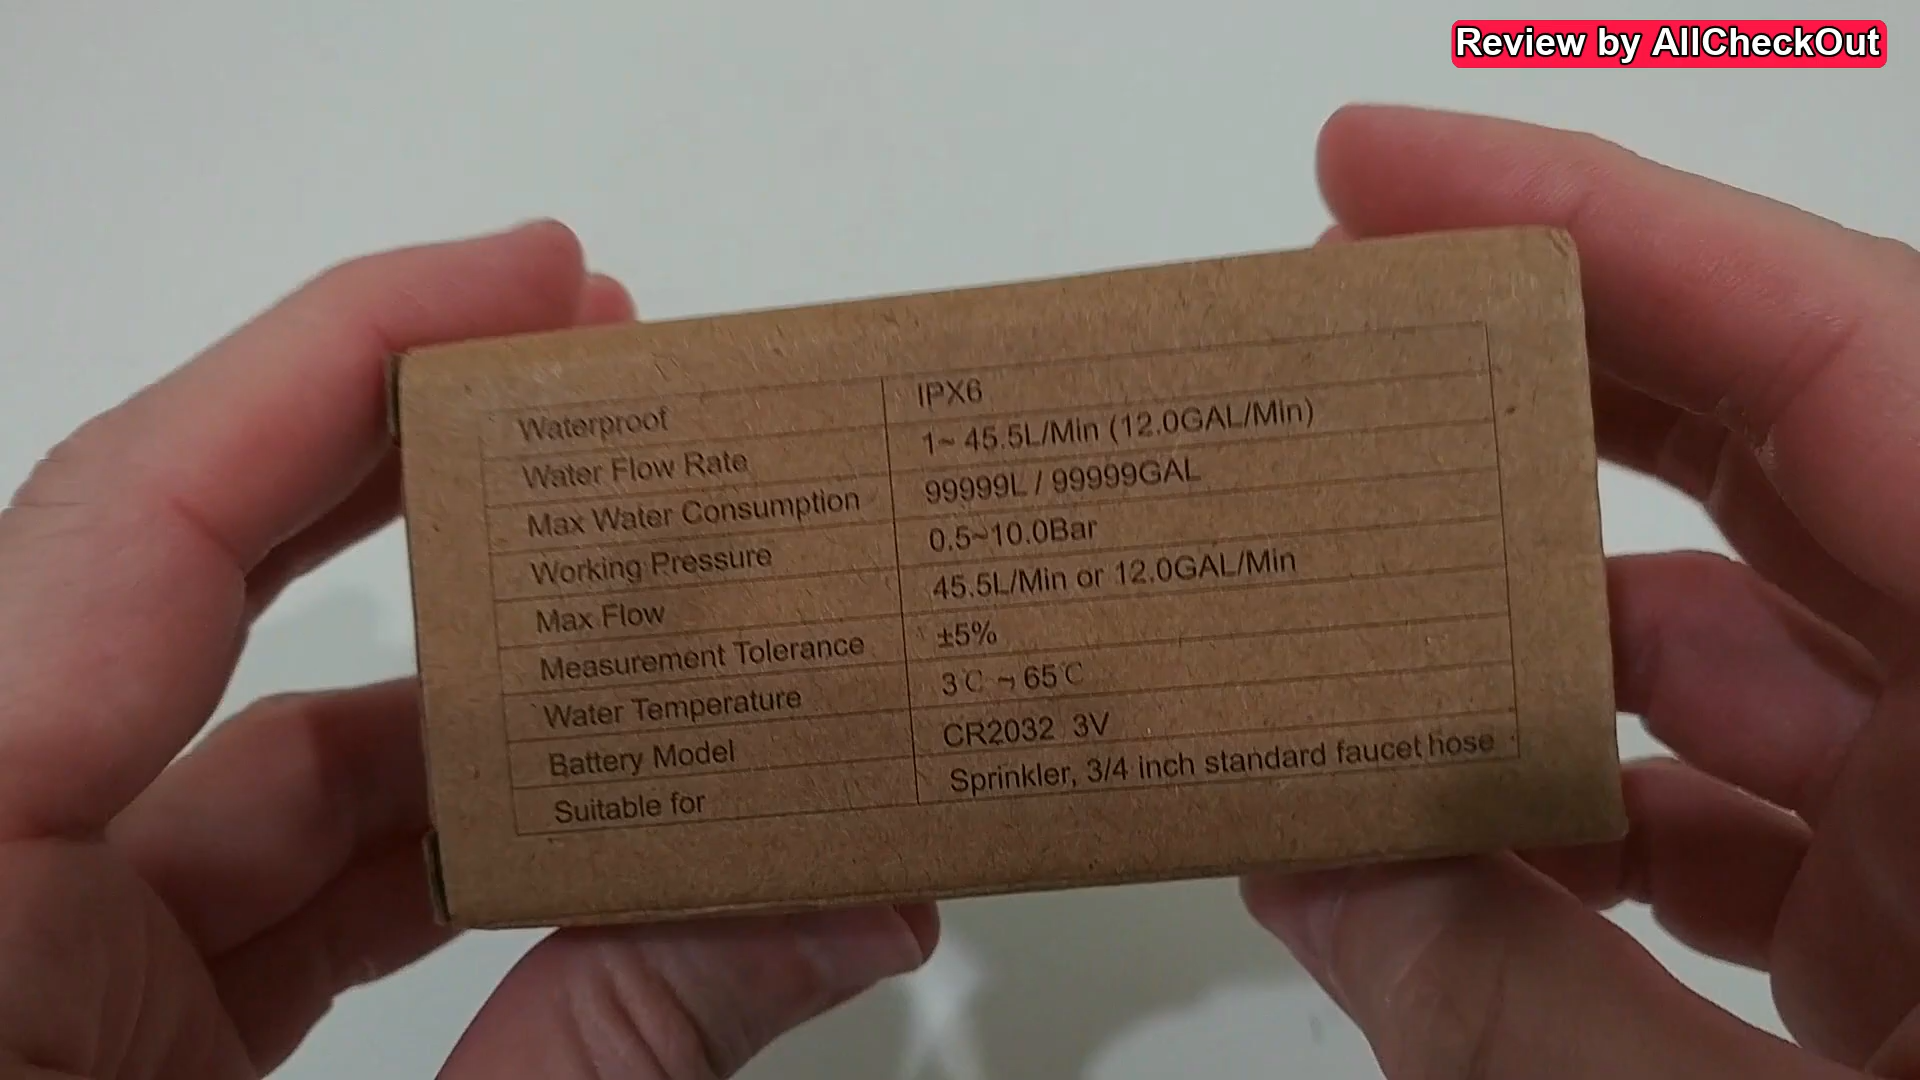 Review by AllCheckOut
Waterproof IPX6
Water Flow Rate 1~ 45.5L/Min (12.0GAL/Min)
Max Water Consumption 99999L / 99999GAL
Working Pressure 0.5~10.0Bar
Max Flow 45.5L/Min or 12.0GAL/Min
Measurement Tolerance ±5%
Water Temperature 3℃ ~ 65℃
Battery Model CR2032 3V
Suitable for Sprinkler, 3/4 inch standard faucet hose